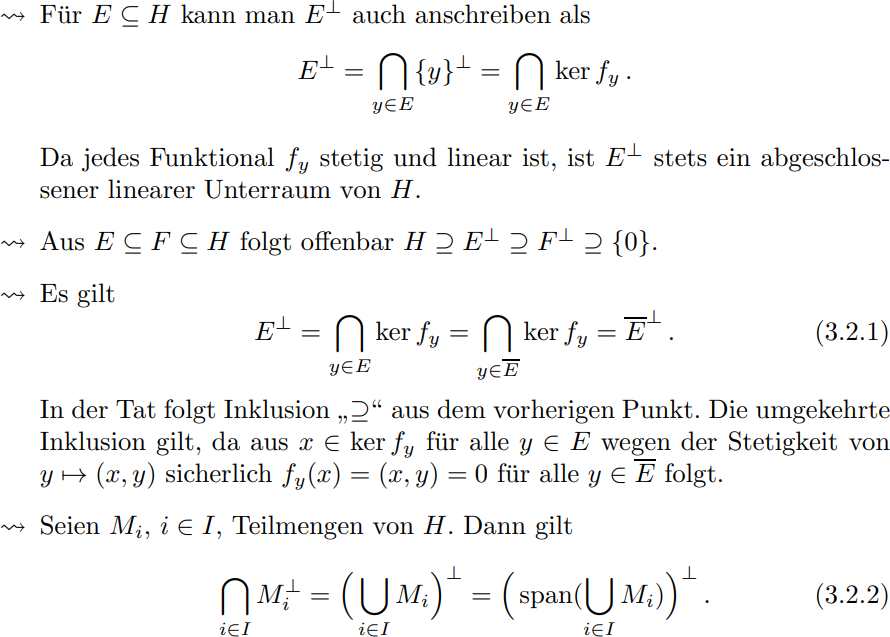 ⇝ Für E ⊆ H kann man E^⊥ auch anschreiben als
E^⊥ = ⋂_{y∈E} {y}^⊥ = ⋂_{y∈E} ker f_y .
Da jedes Funktional f_y stetig und linear ist, ist E^⊥ stets ein abgeschlos-
sener linearer Unterraum von H.
⇝ Aus E ⊆ F ⊆ H folgt offenbar H ⊇ E^⊥ ⊇ F^⊥ ⊇ {0}.
⇝ Es gilt
E^⊥ = ⋂_{y∈E} ker f_y = ⋂_{y∈\overline{E}} ker f_y = \overline{E}^⊥ . (3.2.1)
In der Tat folgt Inklusion „⊇“ aus dem vorherigen Punkt. Die umgekehrte
Inklusion gilt, da aus x ∈ ker f_y für alle y ∈ E wegen der Stetigkeit von
y ↦ (x, y) sicherlich f_y(x) = (x, y) = 0 für alle y ∈ \overline{E} folgt.
⇝ Seien M_i, i ∈ I, Teilmengen von H. Dann gilt
⋂_{i∈I} M_i^⊥ = (⋃_{i∈I} M_i)^⊥ = (span(⋃_{i∈I} M_i))^⊥ . (3.2.2)